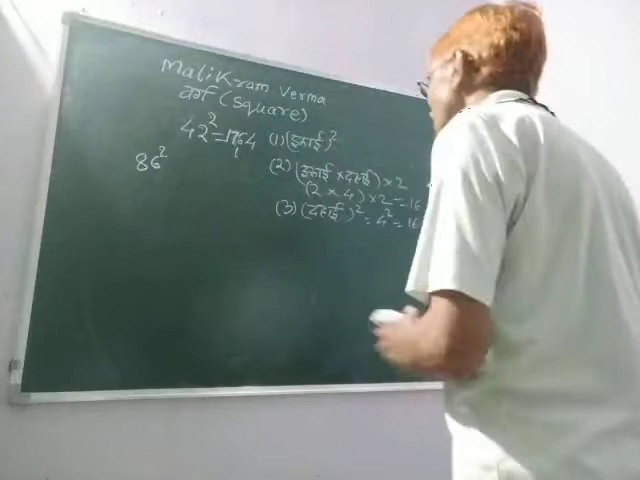 MaliKram Verma
वर्ग (square)
42² = 1764 (1) (इकाई)²
86²
(2) (इकाई × दहाई) × 2
(2 × 4) × 2 = 16
(3) (दहाई)² = 4² = 16